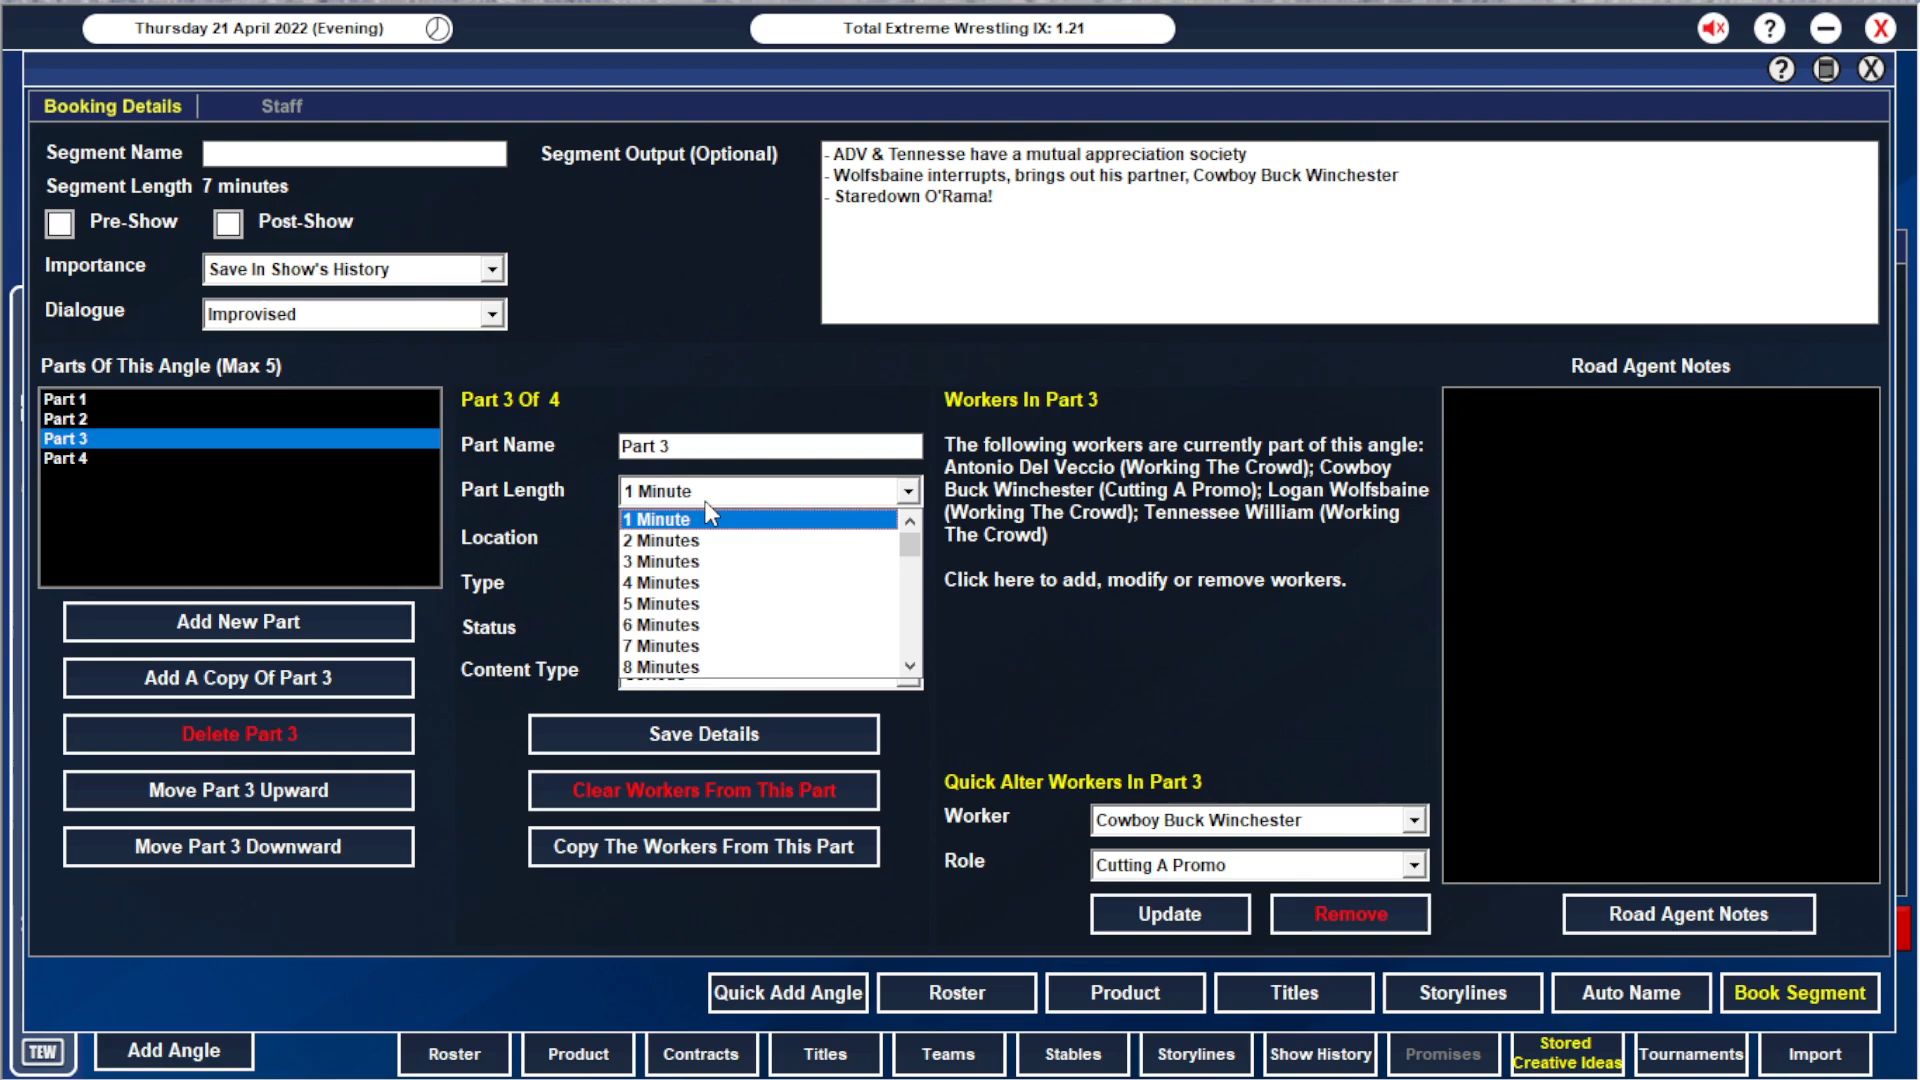 Thursday 21 April 2022 (Evening)
Total Extreme Wrestling IX: 1.21
? X
? X
Booking Details
Staff
Segment Name
Segment Output (Optional)
- ADV & Tennesse have a mutual appreciation society
- Wolfsbaine interrupts, brings out his partner, Cowboy Buck Winchester
- Staredown O'Rama!
Segment Length 7 minutes
Pre-Show
Post-Show
Importance
Save In Show's History
Dialogue
Improvised
Parts Of This Angle (Max 5)
Part 1
Part 2
Part 3
Part 4
Add New Part
Add A Copy Of Part 3
Delete Part 3
Move Part 3 Upward
Move Part 3 Downward
Part 3 Of 4
Part Name
Part 3
Part Length
1 Minute
1 Minute
2 Minutes
3 Minutes
4 Minutes
5 Minutes
6 Minutes
7 Minutes
8 Minutes
Location
Type
Status
Content Type
Save Details
Clear Workers From This Part
Copy The Workers From This Part
Workers In Part 3
The following workers are currently part of this angle:
Antonio Del Veccio (Working The Crowd); Cowboy
Buck Winchester (Cutting A Promo); Logan Wolfsbaine
(Working The Crowd); Tennessee William (Working
The Crowd)
Click here to add, modify or remove workers.
Quick Alter Workers In Part 3
Worker
Cowboy Buck Winchester
Role
Cutting A Promo
Update
Remove
Road Agent Notes
Road Agent Notes
Quick Add Angle
Roster
Product
Titles
Storylines
Auto Name
Book Segment
TEW
Add Angle
Roster
Product
Contracts
Titles
Teams
Stables
Storylines
Show History
Promises
Stored
Creative Ideas
Tournaments
Import